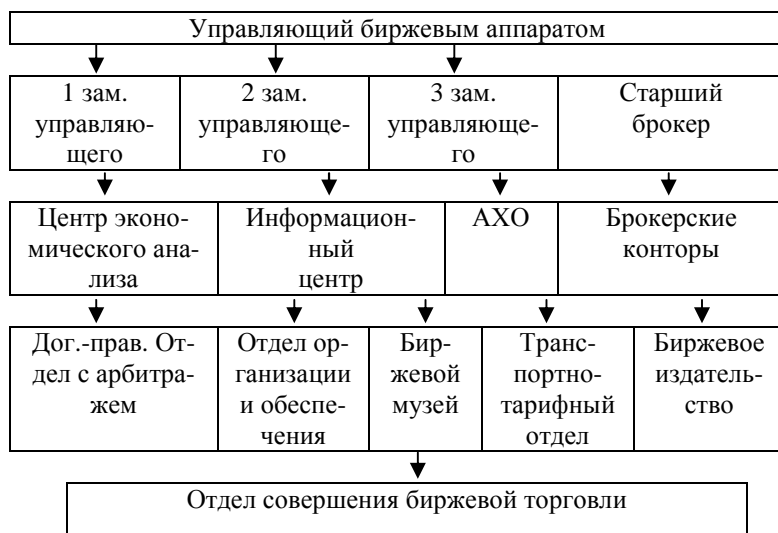 Управляющий биржевым аппаратом
1 зам.
управляю-
щего
2 зам.
управляюще-
го
3 зам.
управляюще-
го
Старший
брокер
Центр эконо-
мического ана-
лиза
Информацион-
ный
центр
АХО
Брокерские
конторы
Дог.-прав. От-
дел с арбитра-
жем
Отдел ор-
ганизации
и обеспе-
чения
Бир-
жевой
музей
Транс-
портно-
тарифный
отдел
Биржевое
издатель-
ство
Отдел совершения биржевой торговли